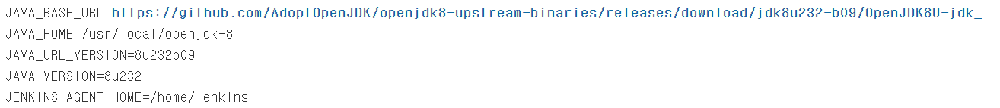 JAVA_BASE_URL=https://github.com/AdoptOpenJDK/openjdk8-upstream-binaries/releases/download/jdk8u232-b09/OpenJDK8U-jdk_
JAVA_HOME=/usr/local/openjdk-8
JAVA_URL_VERSION=8u232b09
JAVA_VERSION=8u232
JENKINS_AGENT_HOME=/home/jenkins